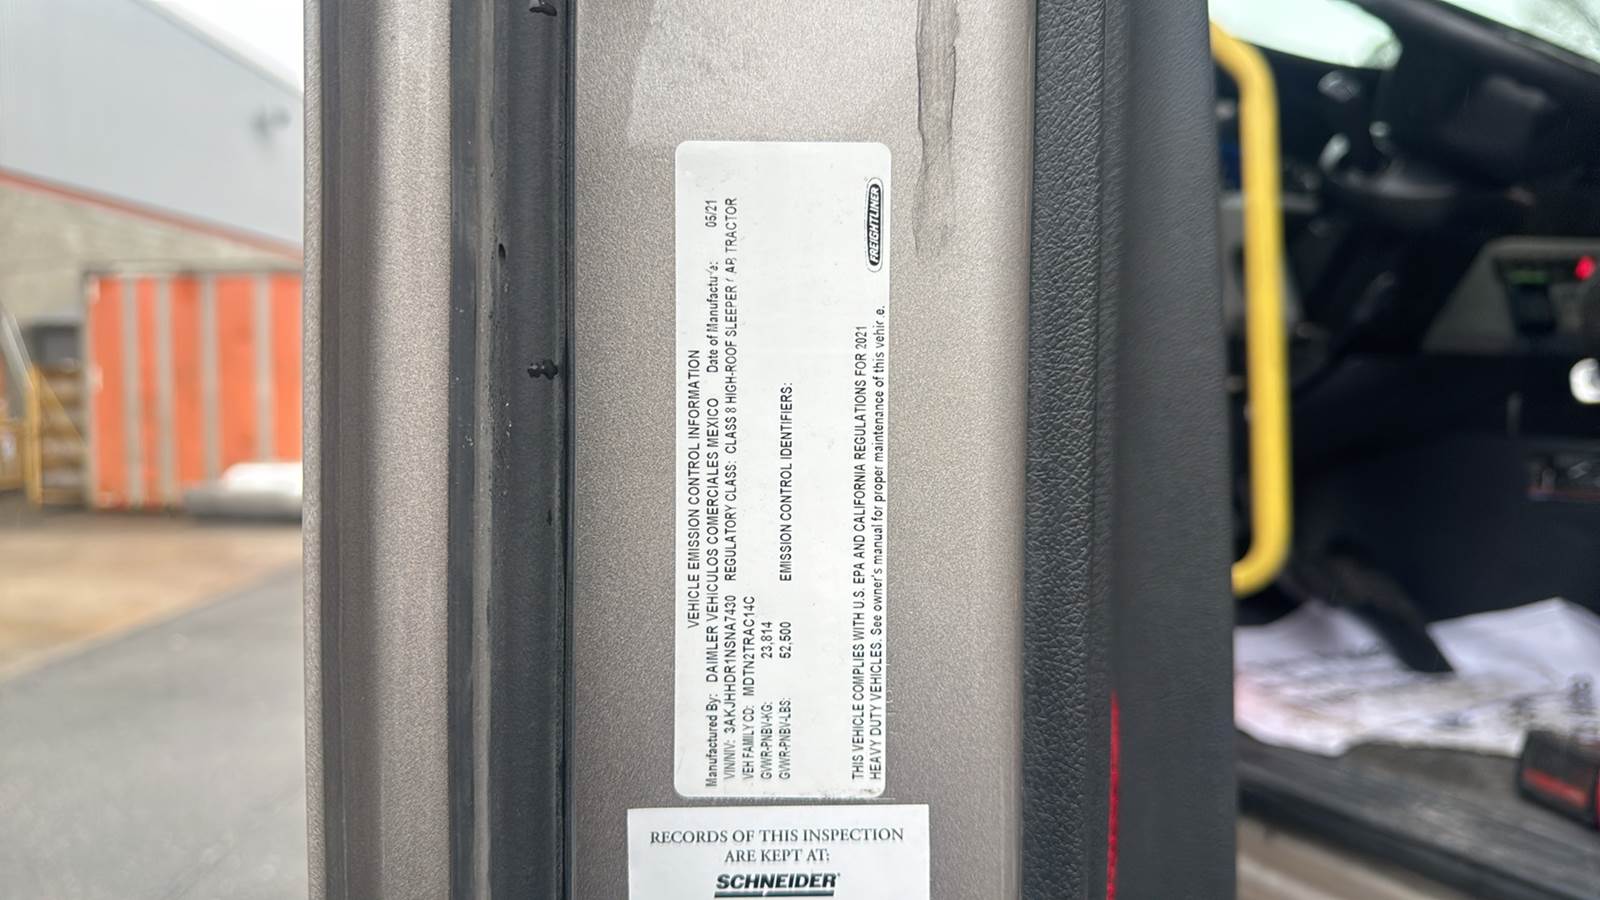 FREIGHTLINER
VEHICLE EMISSION CONTROL INFORMATION
Manufactured By: DAIMLER VEHICULOS COMERCIALES MEXICO Date of Manufacture: 05/21
VIN/NIV: 3AKJHHDR1NSNA7430 REGULATORY CLASS: CLASS 8 HIGH-ROOF SLEEPER CAB TRACTOR
VEH FAMILY CD: MDTN2TRAC14C
GVWR-PNBV-KG: 23,814
GVWR-PNBV-LBS: 52,500 EMISSION CONTROL IDENTIFIERS:
THIS VEHICLE COMPLIES WITH U.S. EPA AND CALIFORNIA REGULATIONS FOR 2021
HEAVY DUTY VEHICLES. See owner's manual for proper maintenance of this vehicle.
RECORDS OF THIS INSPECTION
ARE KEPT AT:
SCHNEIDER